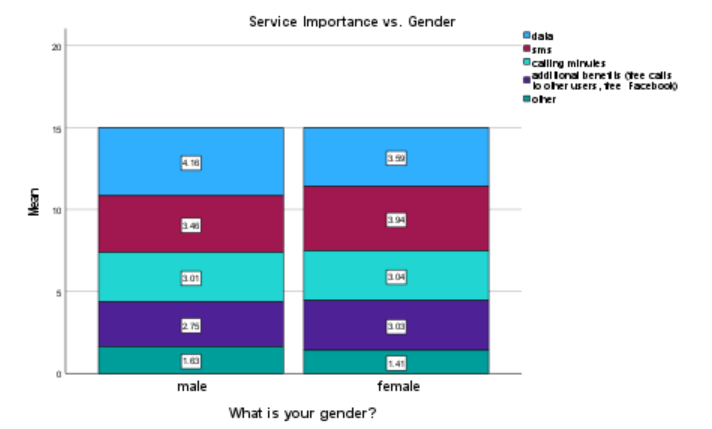 Service Importance vs. Gender
data
sms
calling minutes
additional benefits (free calls
to other users, free Facebook)
other
Mean
20
15
10
5
0
4.16
3.59
3.46
3.94
3.01
3.04
2.75
3.03
1.63
1.41
male
female
What is your gender?